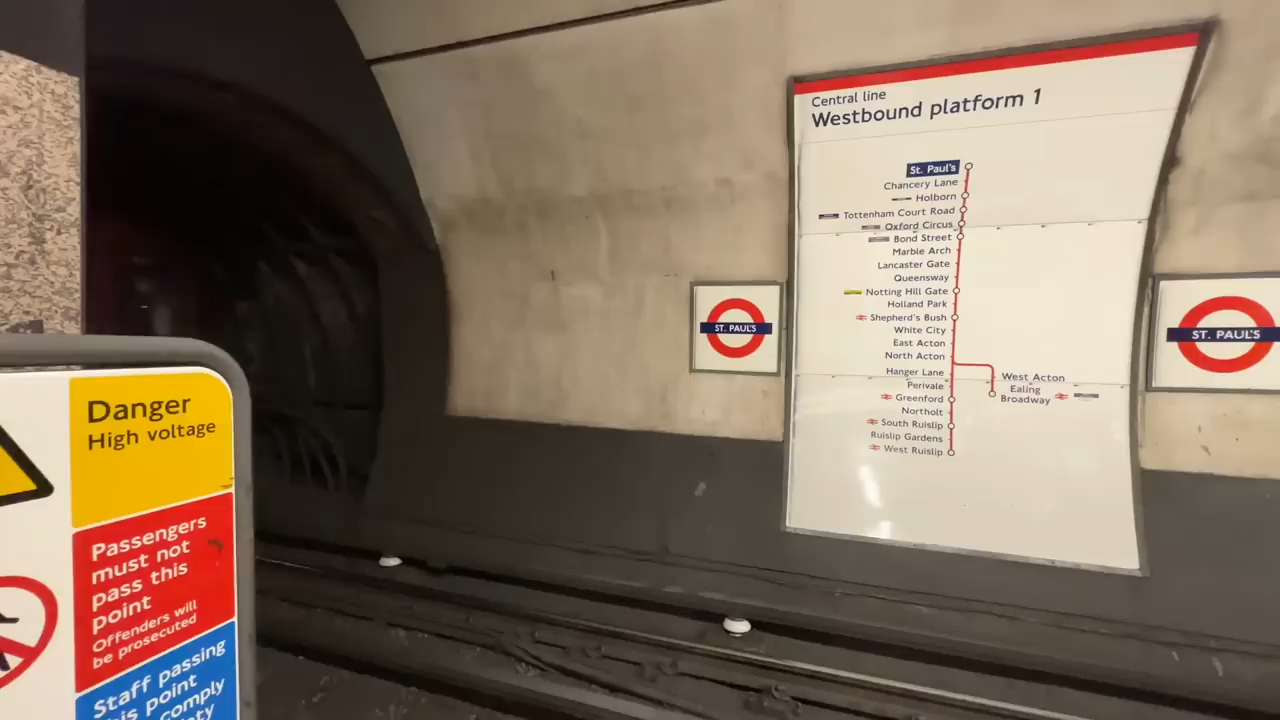 Central line
Westbound platform 1
St. Paul's
Chancery Lane
Holborn
Tottenham Court Road
Oxford Circus
Bond Street
Marble Arch
Lancaster Gate
Queensway
Notting Hill Gate
Holland Park
Shepherd's Bush
White City
East Acton
North Acton
Hanger Lane
West Acton
Perivale
Ealing
Broadway
Greenford
Northolt
South Ruislip
Ruislip Gardens
West Ruislip
ST. PAUL'S
ST. PAUL'S
Danger
High voltage
Passengers
must not
pass this
point
Offenders will
be prosecuted
Staff passing
this point
comply